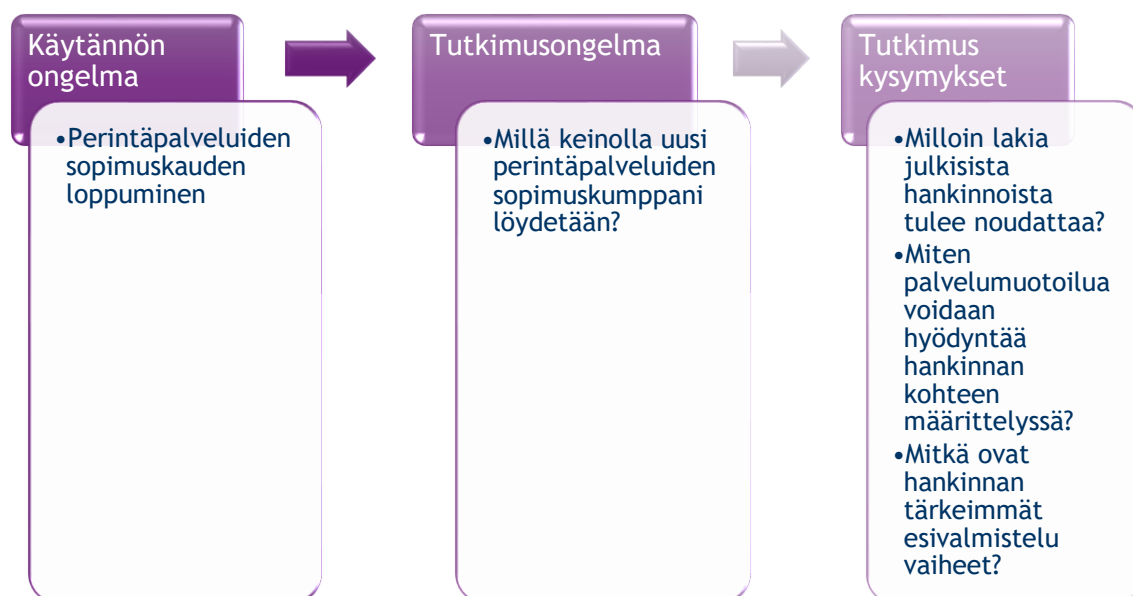 Käytännön
ongelma
•Perintäpalveluiden
sopimuskauden
loppuminen
Tutkimusongelma
•Millä keinolla uusi
perintäpalveluiden
sopimuskumppani
löydetään?
Tutkimus
kysymykset
•Milloin lakia
julkisista
hankinnoista
tulee noudattaa?
•Miten
palvelumuotoilua
voidaan
hyödyntää
hankinnan
kohteen
määrittelyssä?
•Mitkä ovat
hankinnan
tärkeimmät
esivalmistelu
vaiheet?